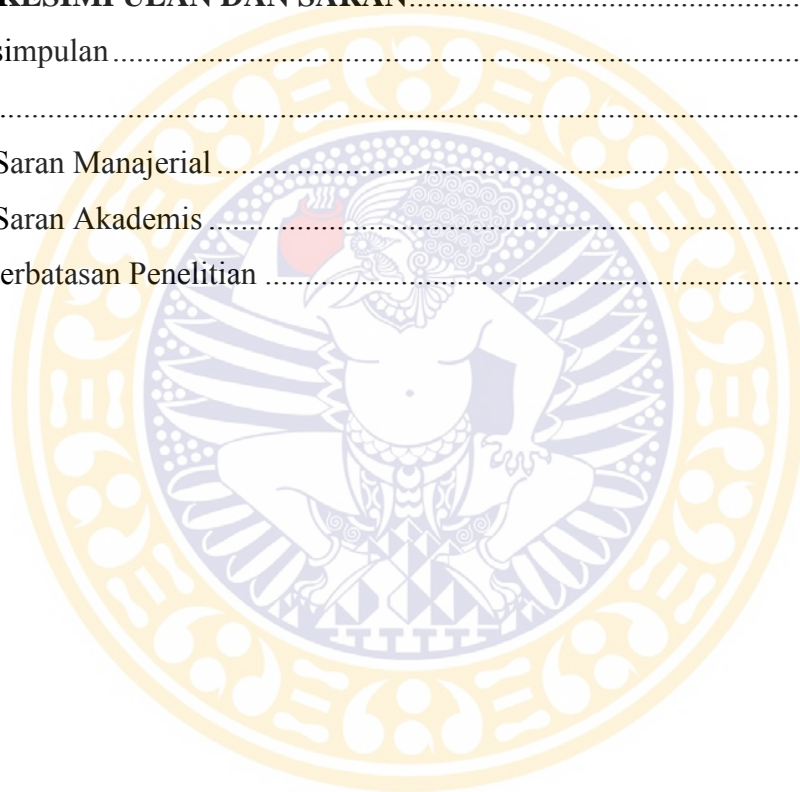 KESIMPULAN DAN SARAN..........................................................
simpulan.......................................................................................
.....................................................................................................
Saran Manajerial.........................................................................
Saran Akademis..........................................................................
erbatasan Penelitian...................................................................